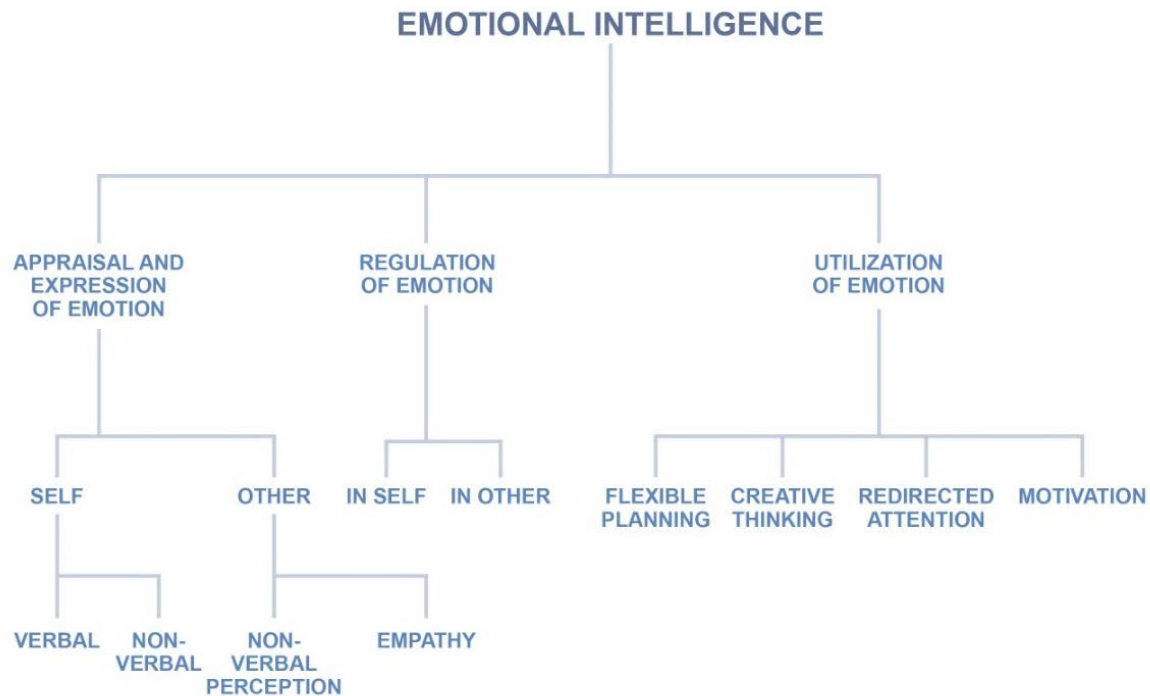 EMOTIONAL INTELLIGENCE
APPRAISAL AND
EXPRESSION
OF EMOTION
REGULATION
OF EMOTION
UTILIZATION
OF EMOTION
SELF
OTHER
IN SELF
IN OTHER
FLEXIBLE
PLANNING
CREATIVE
THINKING
REDIRECTED
ATTENTION
MOTIVATION
VERBAL
NON-
VERBAL
NON-
VERBAL
PERCEPTION
EMPATHY